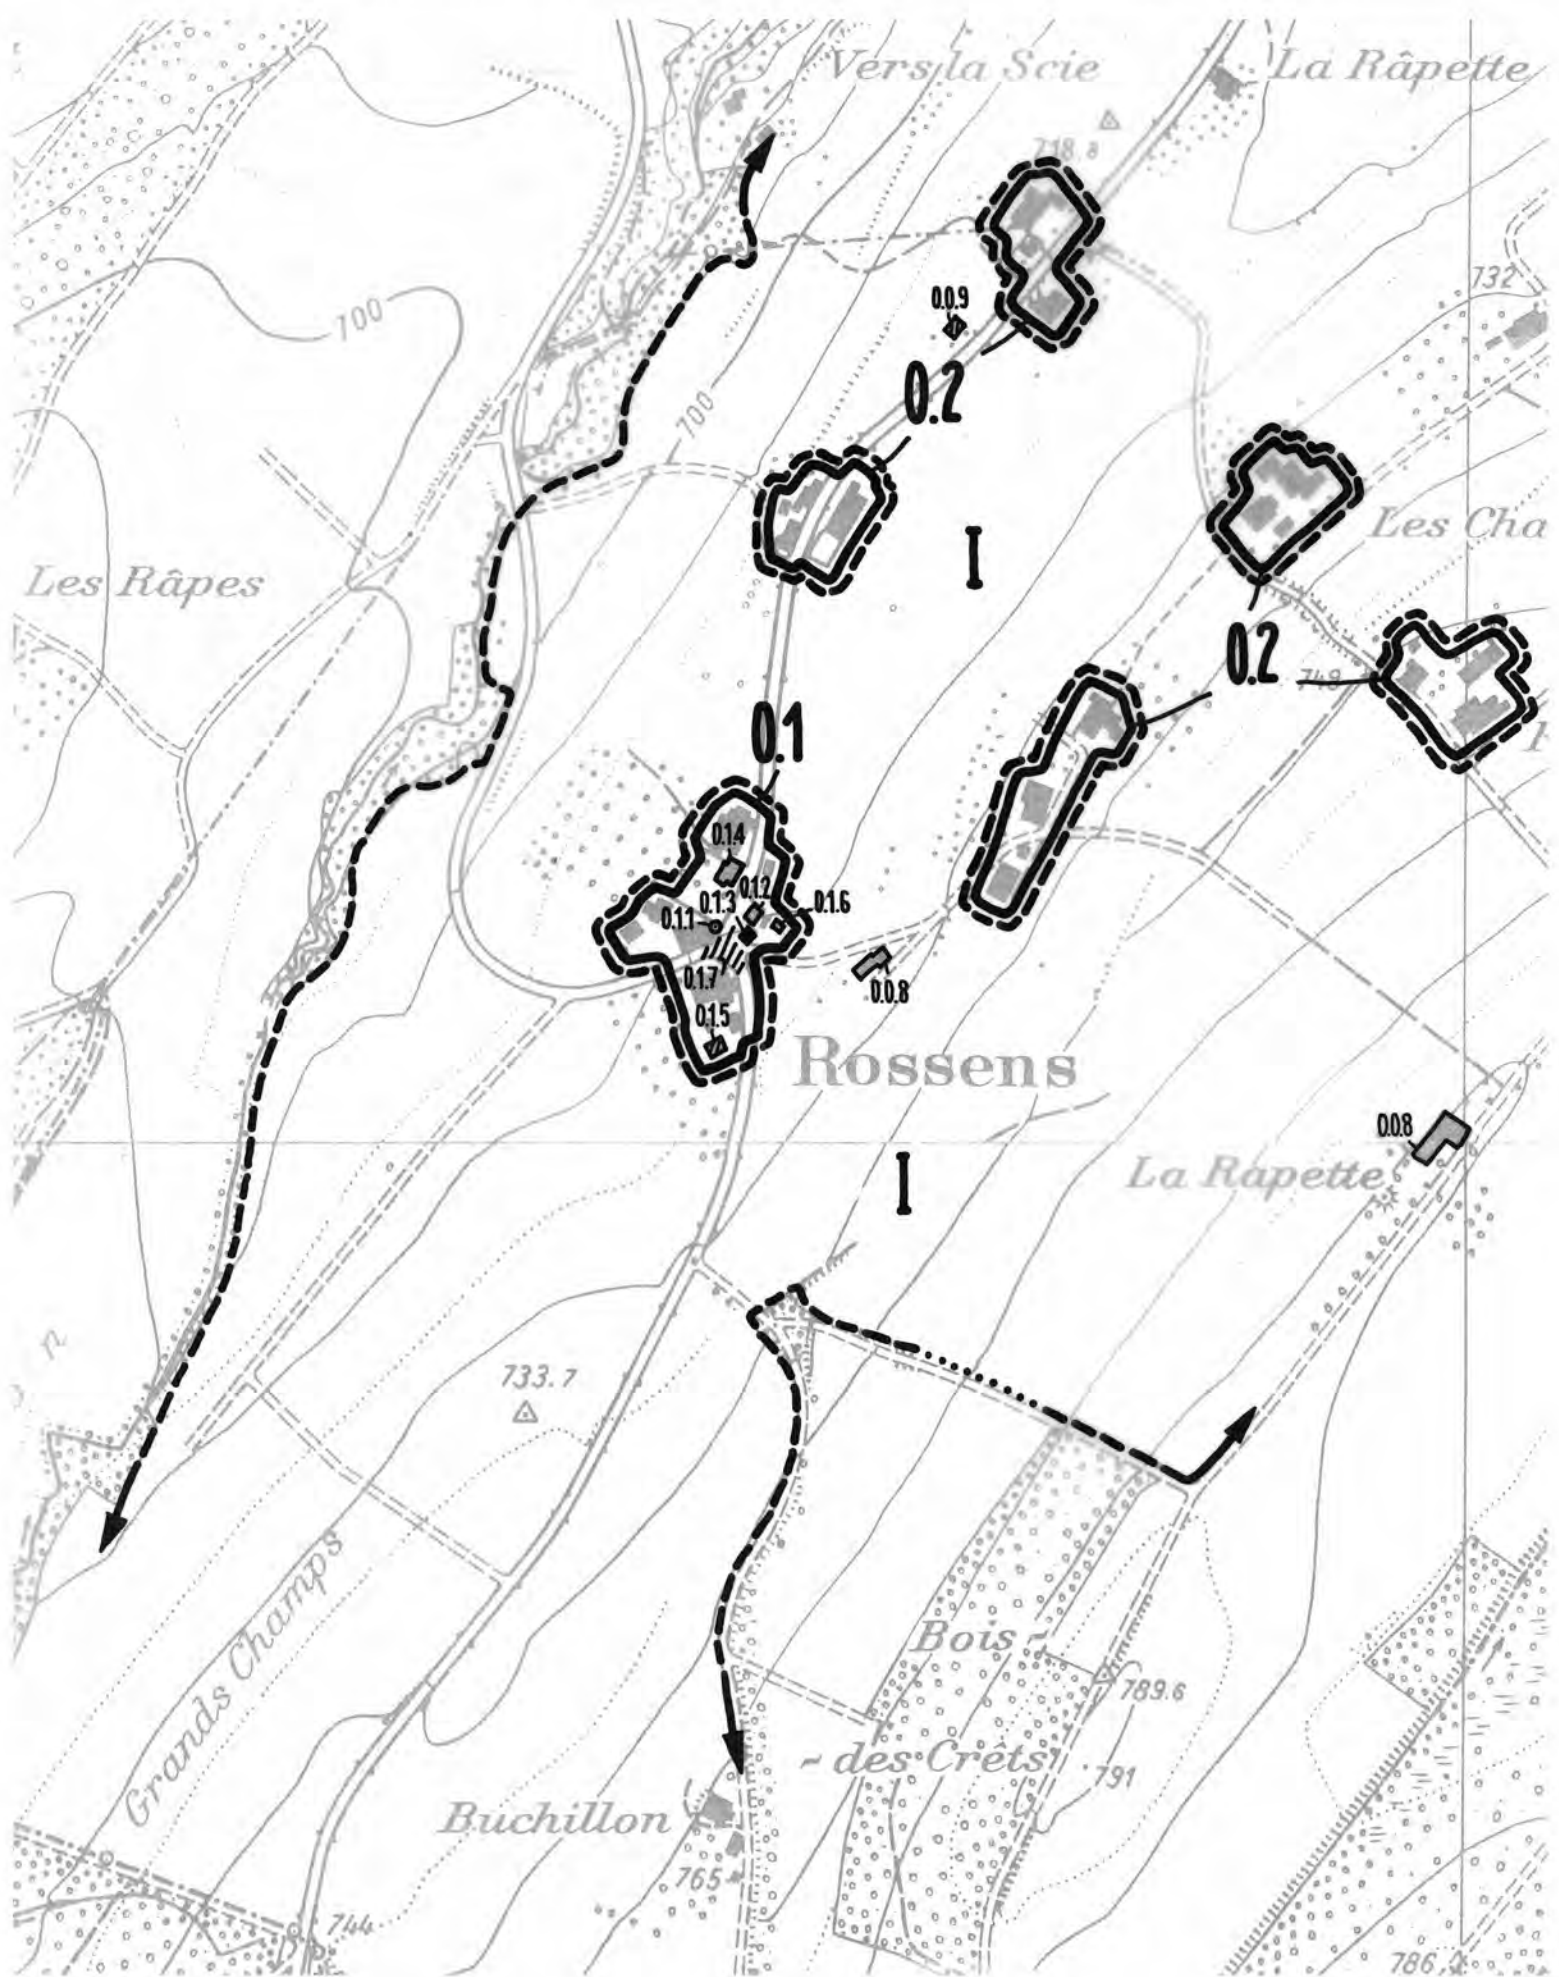 Vers la Scie
La Râpette
718.8
732
0.0.9
700
0.2
700
I
Les Cha
Les Râpes
0.2
749
0.1
0.1.4
0.1.2
0.1.3
0.1.6
0.1.1
0.1.7
0.0.8
0.1.5
Rossens
0.0.8
La Rapette
I
733.7
Grands Champs
Bois-
789.6
- des Crêts
791
Buchillon
765
744
786